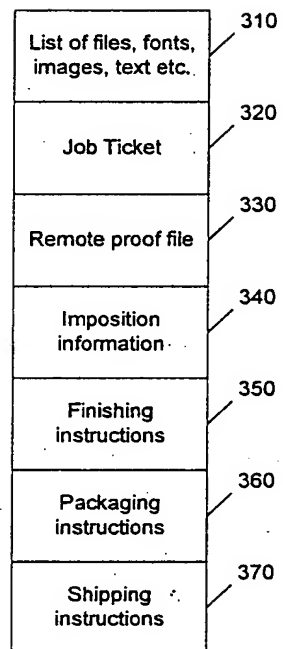 310
List of files, fonts,
images, text etc.
320
Job Ticket
330
Remote proof file
340
Imposition
information
350
Finishing
instructions
360
Packaging
instructions
370
Shipping
instructions